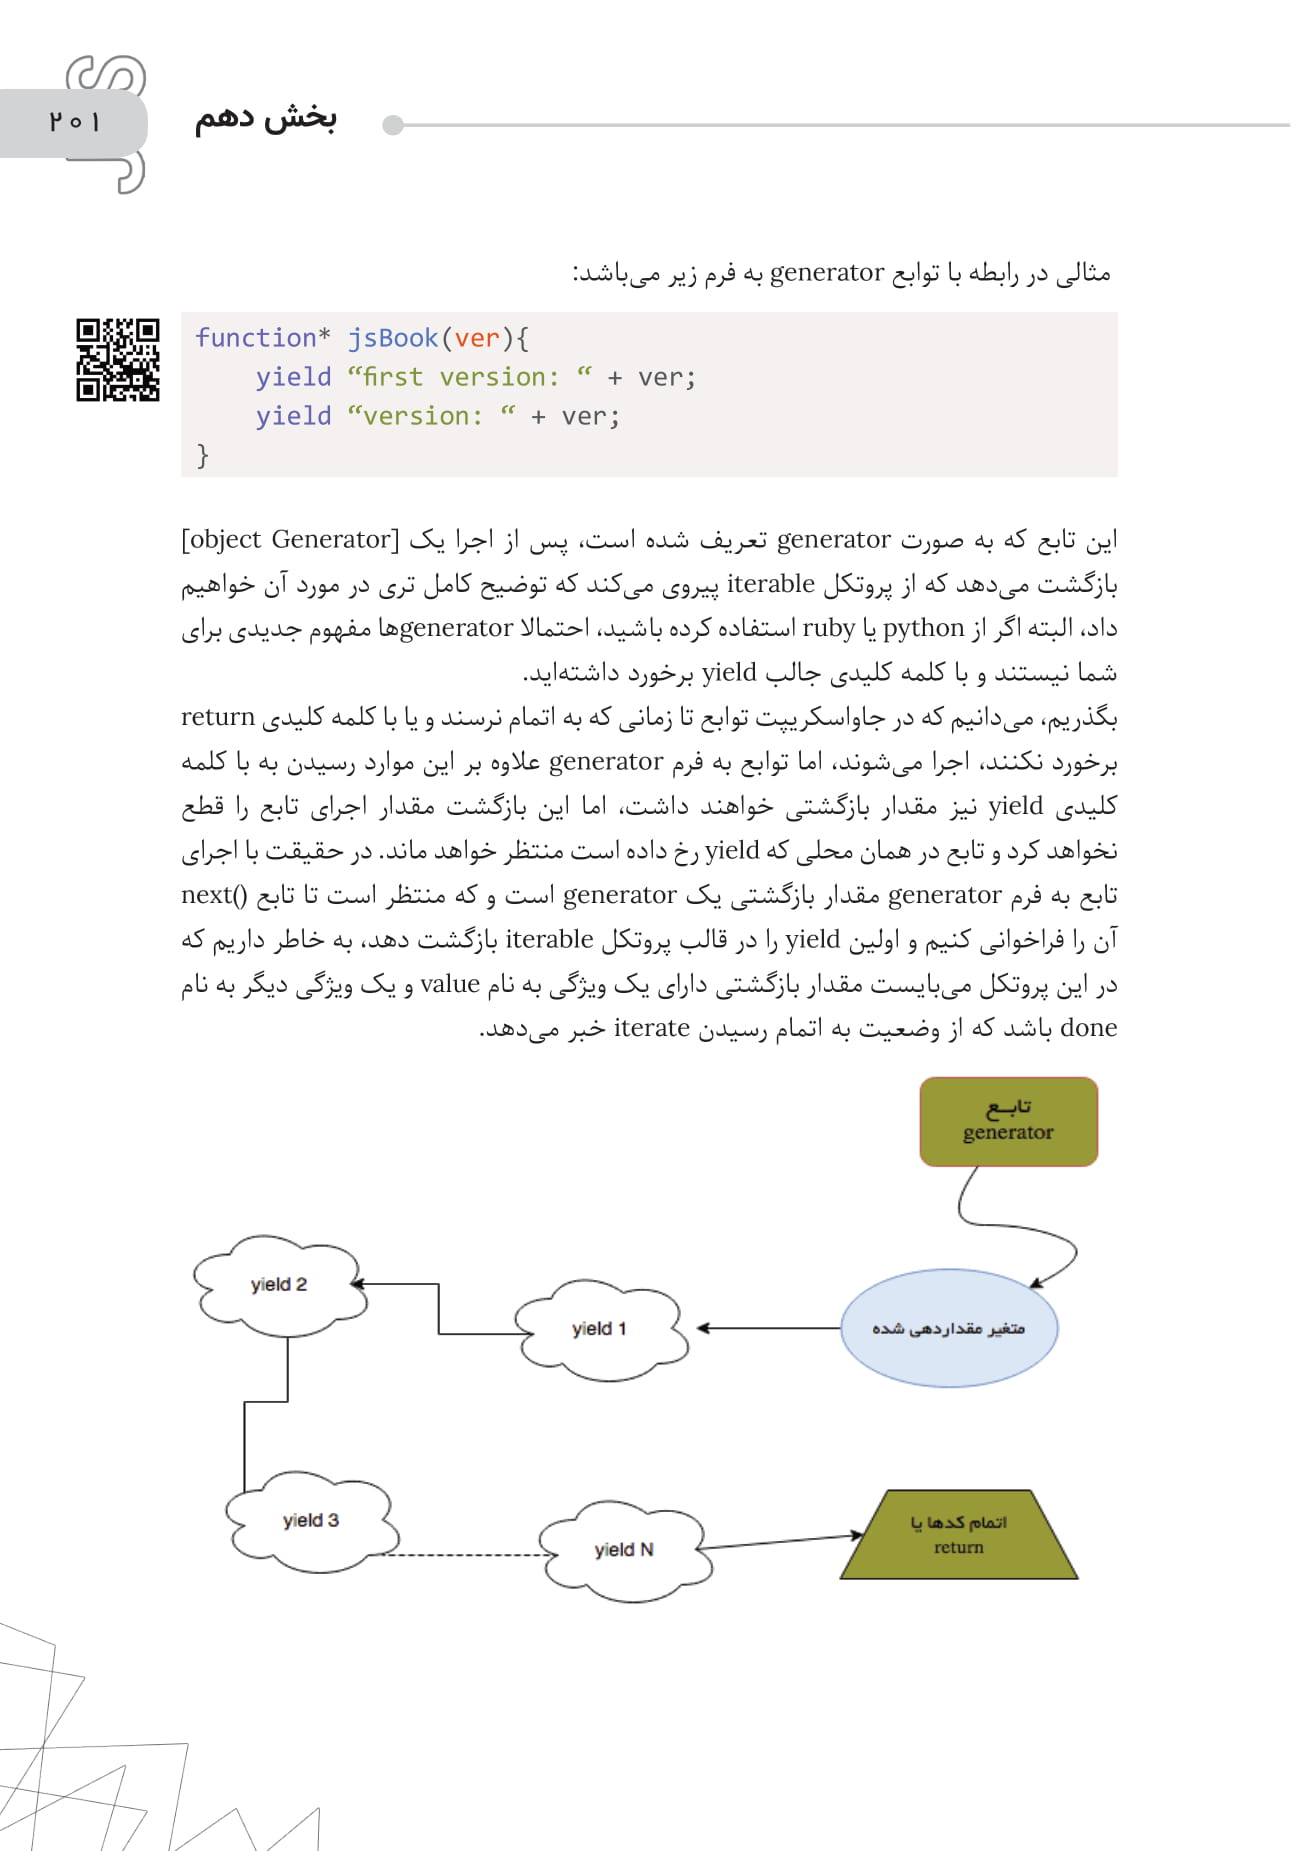 ۲۰۱
بخش دهم
مثالی در رابطه با توابع generator به فرم زیر می‌باشد:
function* jsBook(ver){
    yield “first version: “ + ver;
    yield “version: “ + ver;
}
این تابع که به صورت generator تعریف شده است، پس از اجرا یک [object Generator]
بازگشت می‌دهد که از پروتکل iterable پیروی می‌کند که توضیح کامل تری در مورد آن خواهیم
داد، البته اگر از python یا ruby استفاده کرده باشید، احتمالا generatorها مفهوم جدیدی برای
شما نیستند و با کلمه کلیدی جالب yield برخورد داشته‌اید.
بگذریم، می‌دانیم که در جاواسکریپت توابع تا زمانی که به اتمام نرسند و یا با کلمه کلیدی return
برخورد نکنند، اجرا می‌شوند، اما توابع به فرم generator علاوه بر این موارد رسیدن به با کلمه
کلیدی yield نیز مقدار بازگشتی خواهند داشت، اما این بازگشت مقدار اجرای تابع را قطع
نخواهد کرد و تابع در همان محلی که yield رخ داده است منتظر خواهد ماند. در حقیقت با اجرای
تابع به فرم generator مقدار بازگشتی یک generator است و که منتظر است تا تابع next()
آن را فراخوانی کنیم و اولین yield را در قالب پروتکل iterable بازگشت دهد، به خاطر داریم که
در این پروتکل می‌بایست مقدار بازگشتی دارای یک ویژگی به نام value و یک ویژگی دیگر به نام
done باشد که از وضعیت به اتمام رسیدن iterate خبر می‌دهد.
تابع
generator
متغیر مقداردهی شده
yield 1
yield 2
yield 3
yield N
اتمام کدها یا
return